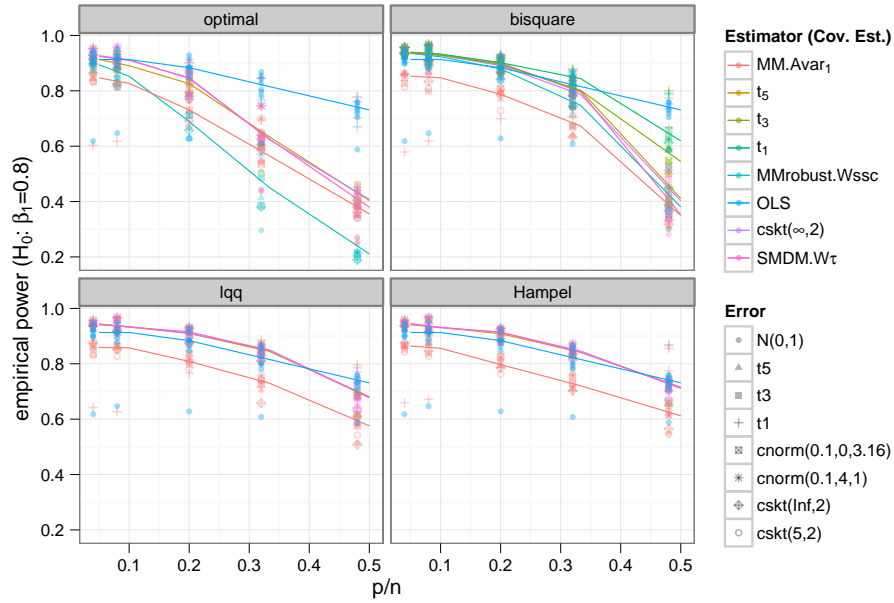 optimal
bisquare
1.0
0.8
0.6
0.4
0.2
lqq
Hampel
1.0
0.8
0.6
0.4
0.2
0.1 0.2 0.3 0.4 0.5
0.1 0.2 0.3 0.4 0.5
p/n
empirical power (H₀: β₁=0.8)
Estimator (Cov. Est.)
MM.Avar₁
t₅
t₃
t₁
MMrobust.Wssc
OLS
cskt(∞,2)
SMDM.Wτ
Error
N(0,1)
t5
t3
t1
cnorm(0.1,0,3.16)
cnorm(0.1,4,1)
cskt(Inf,2)
cskt(5,2)